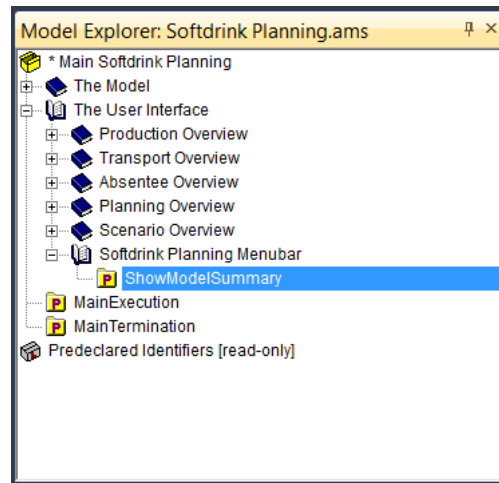 Model Explorer: Softdrink Planning.ams
* Main Softdrink Planning
The Model
The User Interface
Production Overview
Transport Overview
Absentee Overview
Planning Overview
Scenario Overview
Softdrink Planning Menubar
P ShowModelSummary
P MainExecution
P MainTermination
Predeclared Identifiers [read-only]